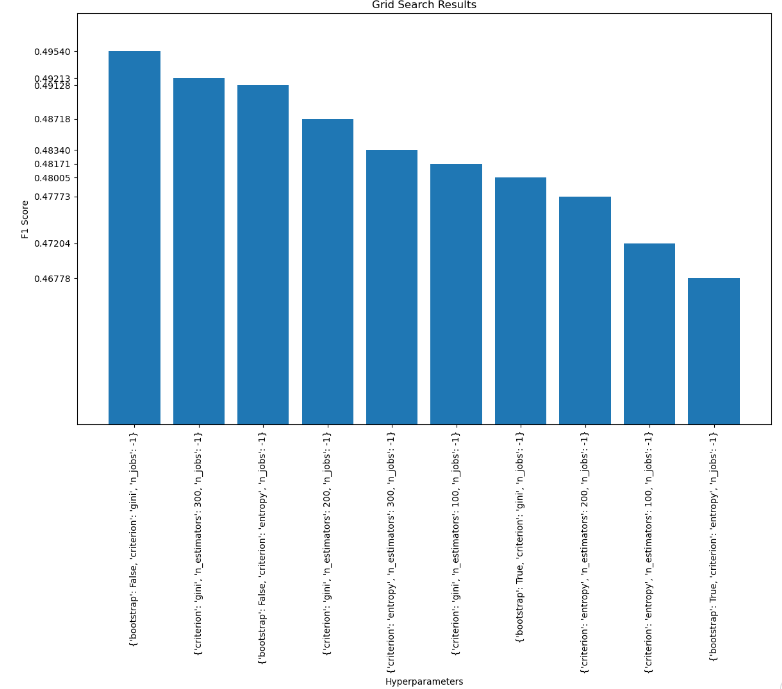 Grid Search Results
0.49540
0.49213
0.49128
0.48718
0.48340
0.48171
0.48005
0.47773
0.47204
0.46778
F1 Score
{'bootstrap': False, 'criterion': 'gini', 'n_jobs': -1}
{'criterion': 'gini', 'n_estimators': 300, 'n_jobs': -1}
{'bootstrap': False, 'criterion': 'entropy', 'n_jobs': -1}
{'criterion': 'gini', 'n_estimators': 200, 'n_jobs': -1}
{'criterion': 'entropy', 'n_estimators': 300, 'n_jobs': -1}
{'criterion': 'gini', 'n_estimators': 100, 'n_jobs': -1}
{'bootstrap': True, 'criterion': 'gini', 'n_jobs': -1}
{'criterion': 'entropy', 'n_estimators': 200, 'n_jobs': -1}
{'criterion': 'entropy', 'n_estimators': 100, 'n_jobs': -1}
{'bootstrap': True, 'criterion': 'entropy', 'n_jobs': -1}
Hyperparameters